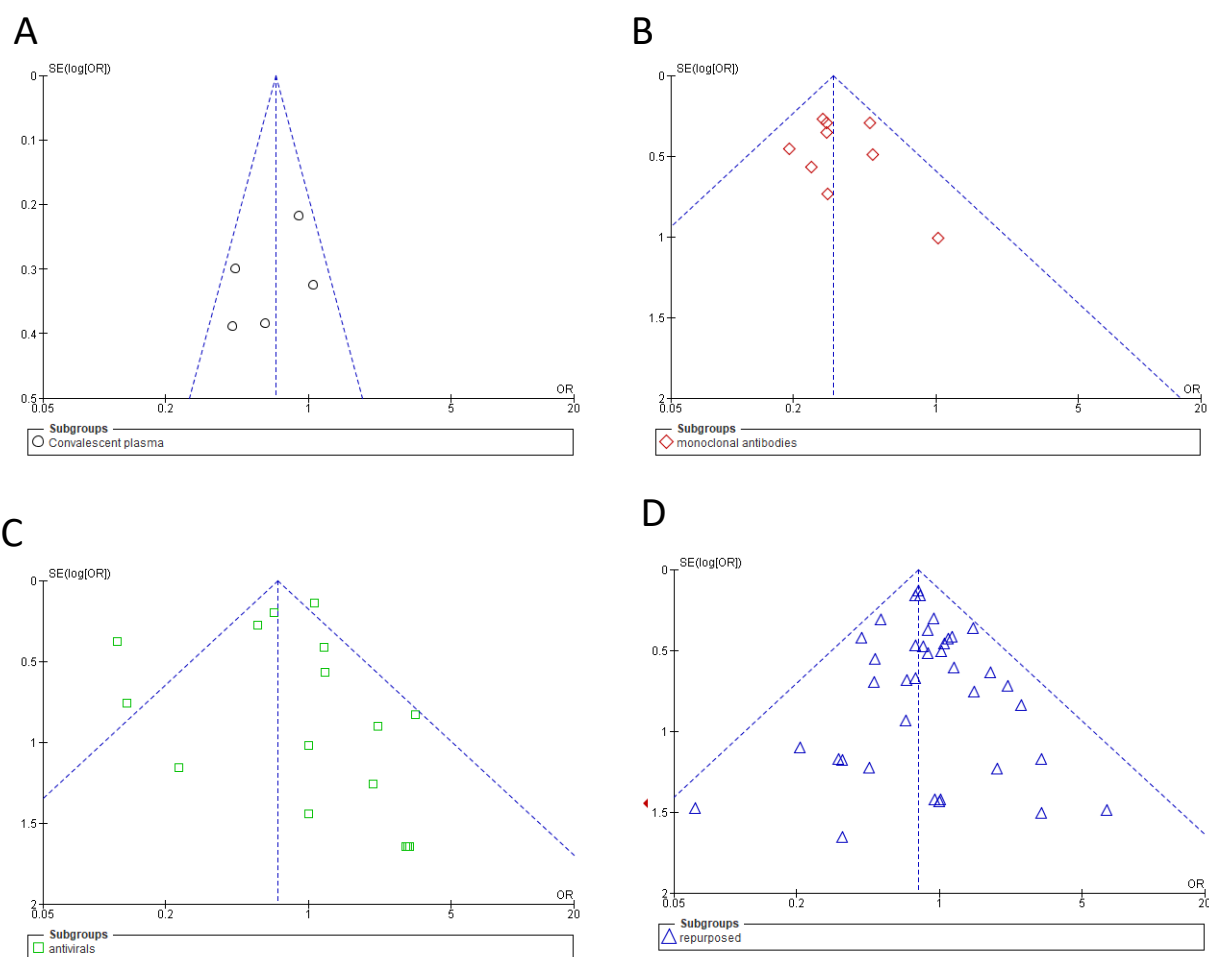 A
SE(log[OR])
0
0.1
0.2
0.3
0.4
0.5
OR
0.05 0.2 1 5 20
Subgroups
Convalescent plasma
B
SE(log[OR])
0
0.5
1
1.5
2
OR
0.05 0.2 1 5 20
Subgroups
monoclonal antibodies
C
SE(log[OR])
0
0.5
1
1.5
2
OR
0.05 0.2 1 5 20
Subgroups
antivirals
D
SE(log[OR])
0
0.5
1
1.5
2
OR
0.05 0.2 1 5 20
Subgroups
repurposed